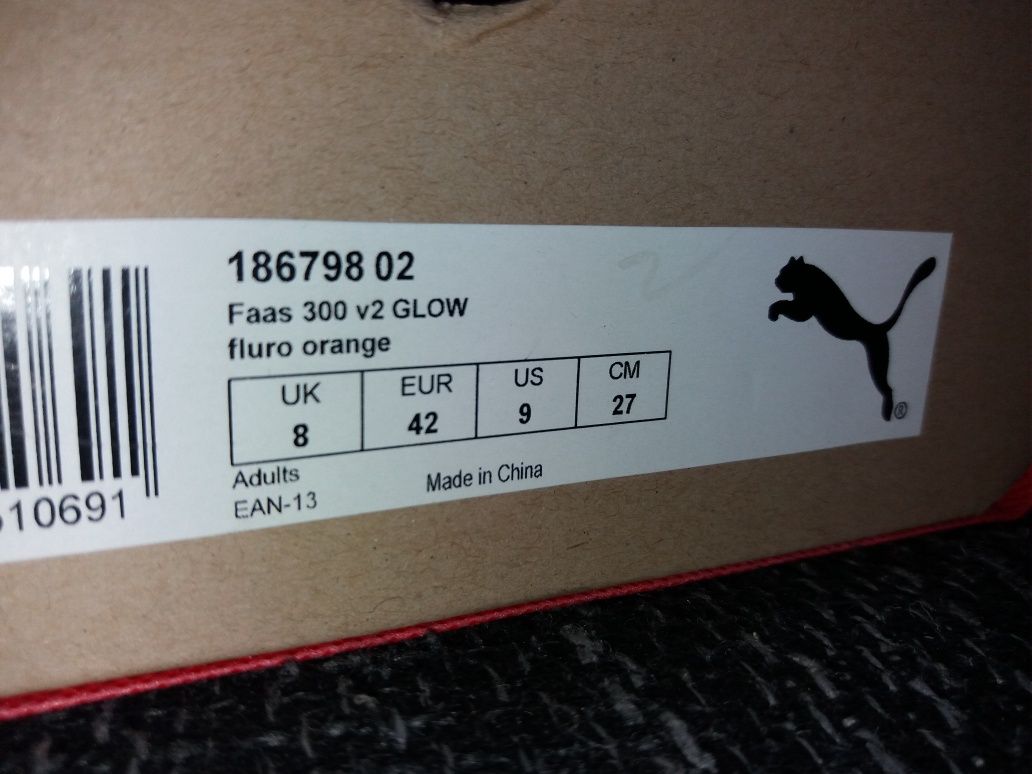 186798 02
Faas 300 v2 GLOW
fluro orange
UK EUR US CM
8 42 9 27
Adults
Made in China
EAN-13
10691
®